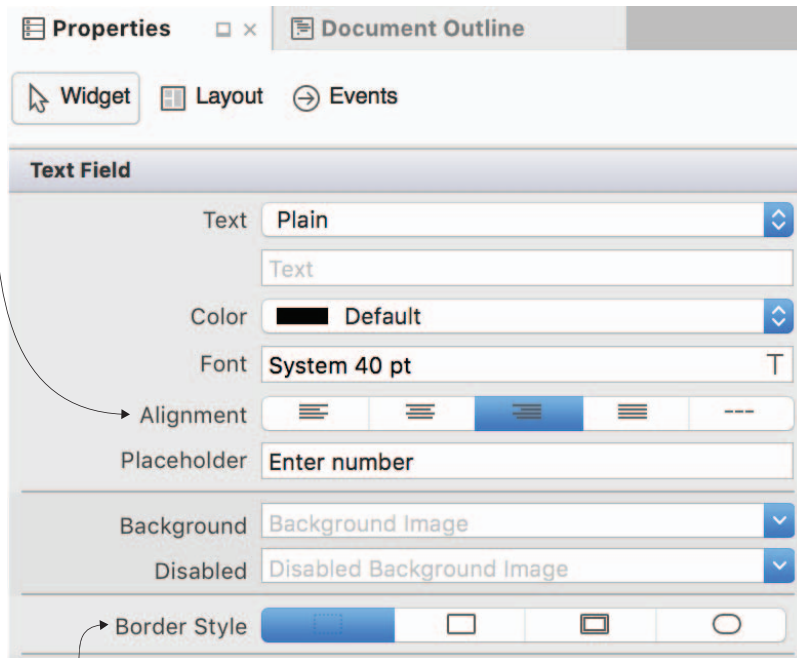 Properties Document Outline
Widget Layout Events
Text Field
Text Plain
Text
Color Default
Font System 40 pt T
Alignment
Placeholder Enter number
Background Background Image
Disabled Disabled Background Image
Border Style